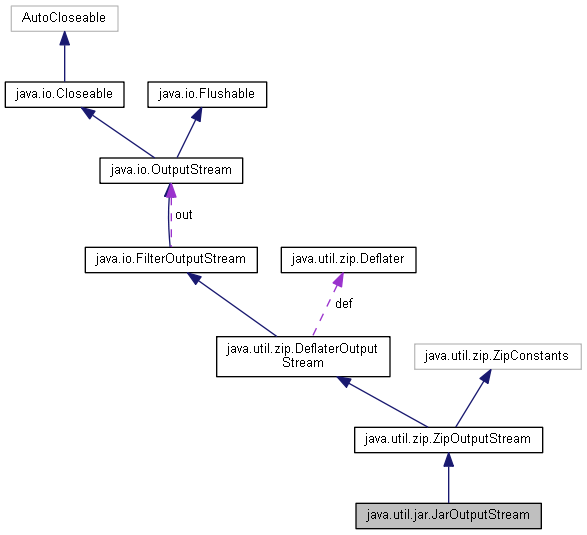 AutoCloseable
java.io.Closeable
java.io.Flushable
java.io.OutputStream
out
java.io.FilterOutputStream
java.util.zip.Deflater
def
java.util.zip.DeflaterOutput
Stream
java.util.zip.ZipConstants
java.util.zip.ZipOutputStream
java.util.jar.JarOutputStream